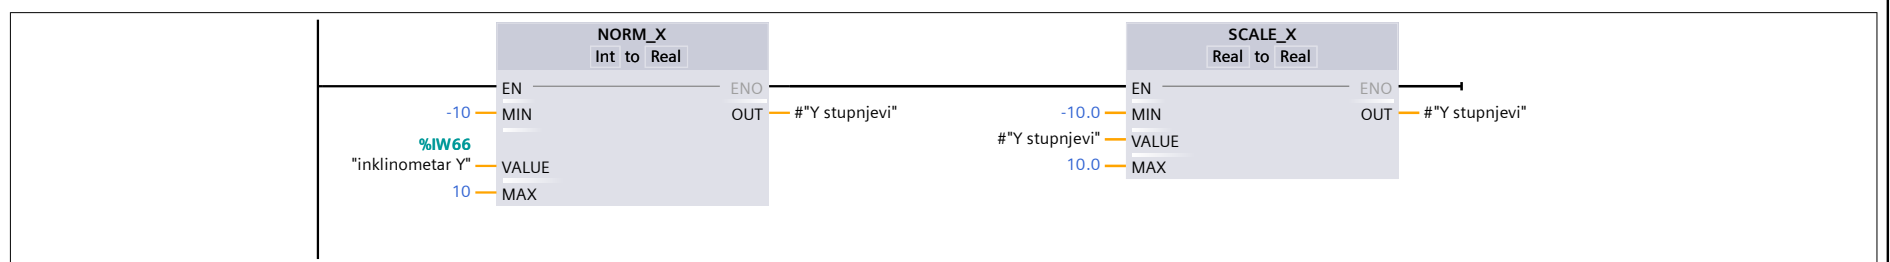 NORM_X
Int to Real
EN
ENO
-10
MIN
OUT
#"Y stupnjevi"
%IW66
"inklinometar Y"
VALUE
10
MAX
SCALE_X
Real to Real
EN
ENO
-10.0
MIN
OUT
#"Y stupnjevi"
#"Y stupnjevi"
VALUE
10.0
MAX